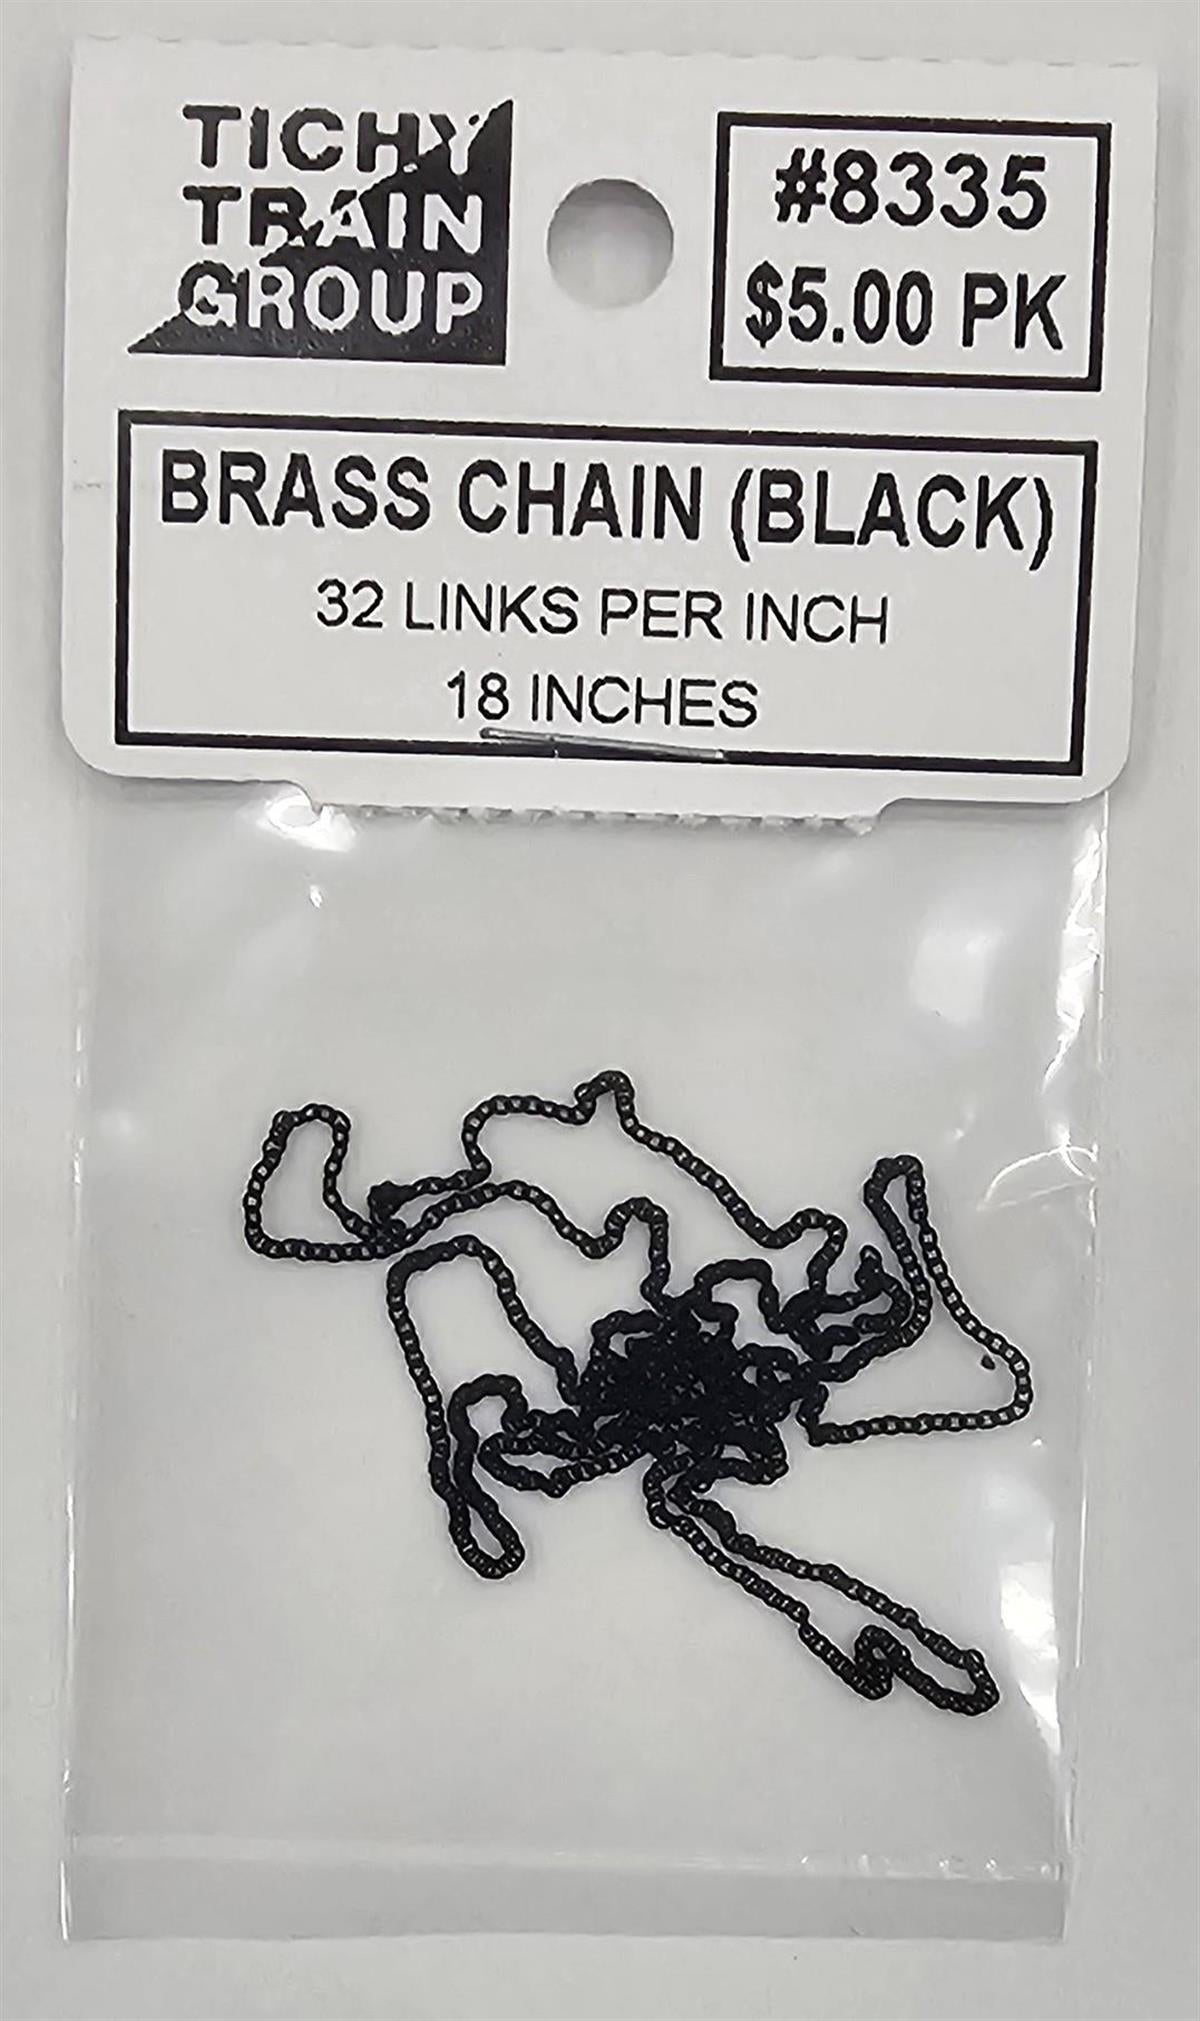 TICHY
TRAIN
GROUP
#8335
$5.00 PK
BRASS CHAIN (BLACK)
32 LINKS PER INCH
18 INCHES